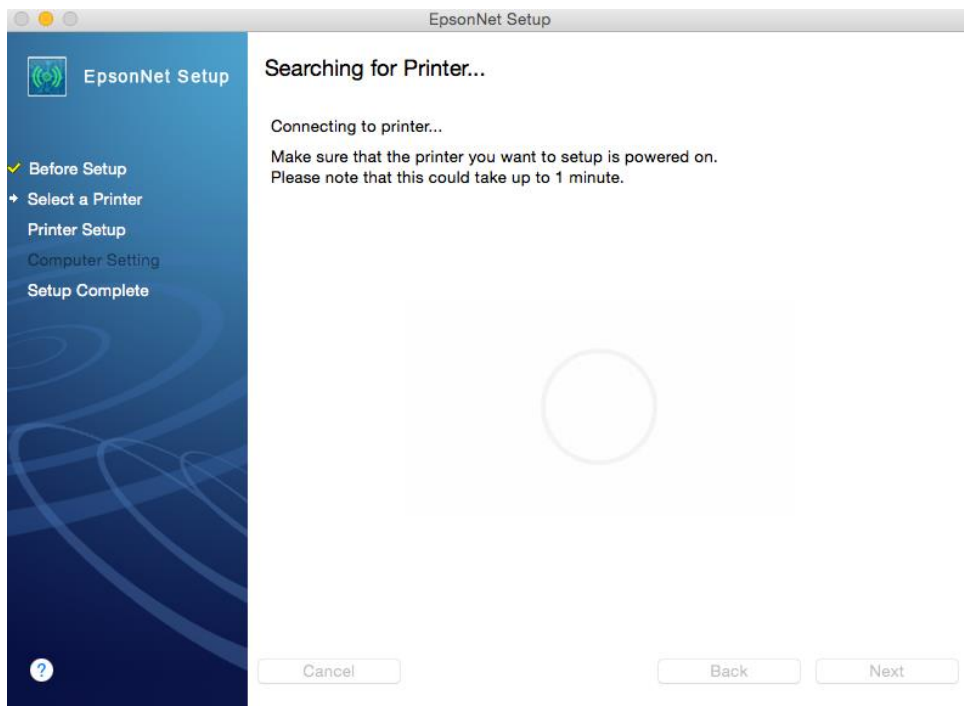 EpsonNet Setup
EpsonNet Setup
Before Setup
Select a Printer
Printer Setup
Computer Setting
Setup Complete
Searching for Printer...
Connecting to printer...
Make sure that the printer you want to setup is powered on.
Please note that this could take up to 1 minute.
?
Cancel
Back
Next